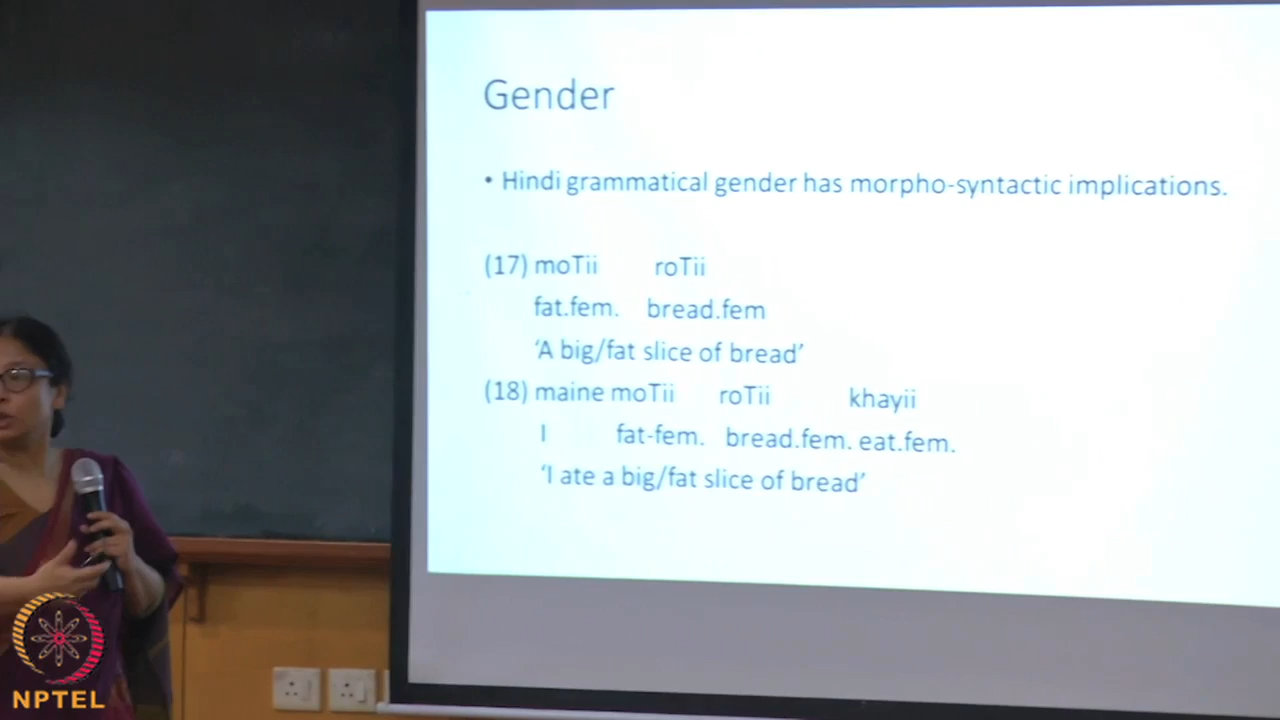 Gender
• Hindi grammatical gender has morpho-syntactic implications.
(17) moTii roTii
fat.fem. bread.fem
‘A big/fat slice of bread’
(18) maine moTii roTii khayii
I fat-fem. bread.fem. eat.fem.
‘I ate a big/fat slice of bread’
NPTEL